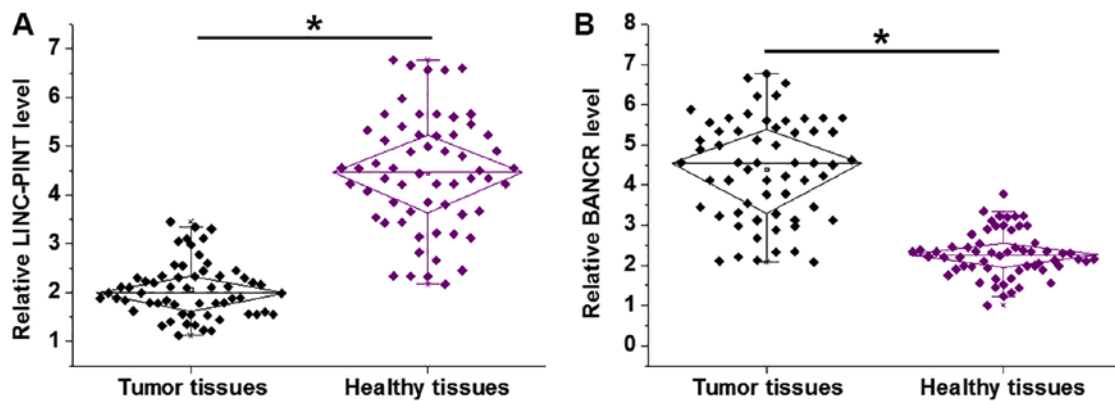 A
*
Relative LINC-PINT level
7
6
5
4
3
2
1
Tumor tissues
Healthy tissues
B
*
Relative BANCR level
8
7
6
5
4
3
2
1
0
Tumor tissues
Healthy tissues